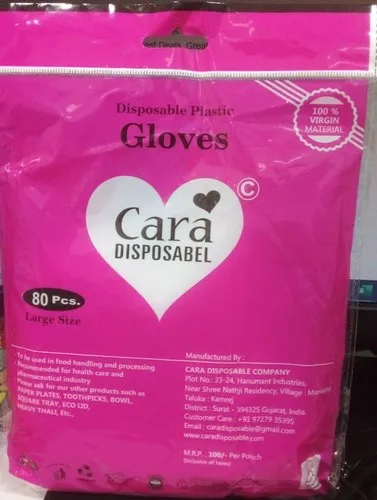 Disposable Plastic
Gloves
100 %
VIRGIN
MATERIAL
©
Cara
DISPOSABEL
80 Pcs.
Large Size
- To be used in food handling and processing
- Recommended for health care and
pharmaceutical industry
Please ask for our other products such as
PAPER PLATES, TOOTHPICKS, BOWL,
SQUARE TRAY, ECO LID,
HEAVY THALI, Etc.,
Manufactured By :
CARA DISPOSABLE COMPANY
Plot No.: 23-24, Hanumant Industries,
Near Shree Nathji Residency, Village :
Taluka : Kamrej
District : Surat - 394325 Gujarat, India
Customer Care : +91 97279 35395
Email : caradisposable@gmail.com
www.caradisposable.com
M.R.P. : 300/- Per Pouch
(Inclusive all taxes)